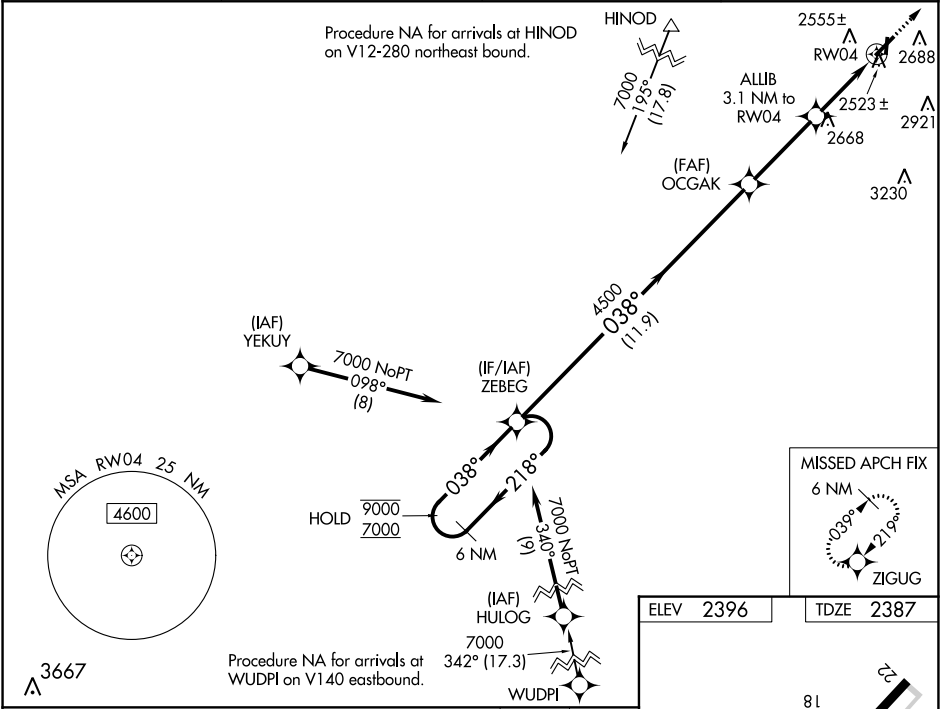 Procedure NA for arrivals at HINOD
on V12-280 northeast bound.
HINOD
7000
195°
(17.8)
2555±
RW04
2688
ALLIB
3.1 NM to
RW04
2523 ±
2921
2668
(FAF)
OCGAK
3230
4500
038°
(11.9)
(IAF)
YEKUY
7000 NoPT
098°
(8)
(IF/IAF)
ZEBEG
038°
218°
HOLD
9000
7000
6 NM
7000 NoPT
340°
(9)
MSA RW04 25 NM
4600
MISSED APCH FIX
6 NM
039°
219°
ZIGUG
(IAF)
HULOG
7000
342° (17.3)
WUDPI
Procedure NA for arrivals at
WUDPI on V140 eastbound.
3667
ELEV 2396
TDZE 2387
22
18